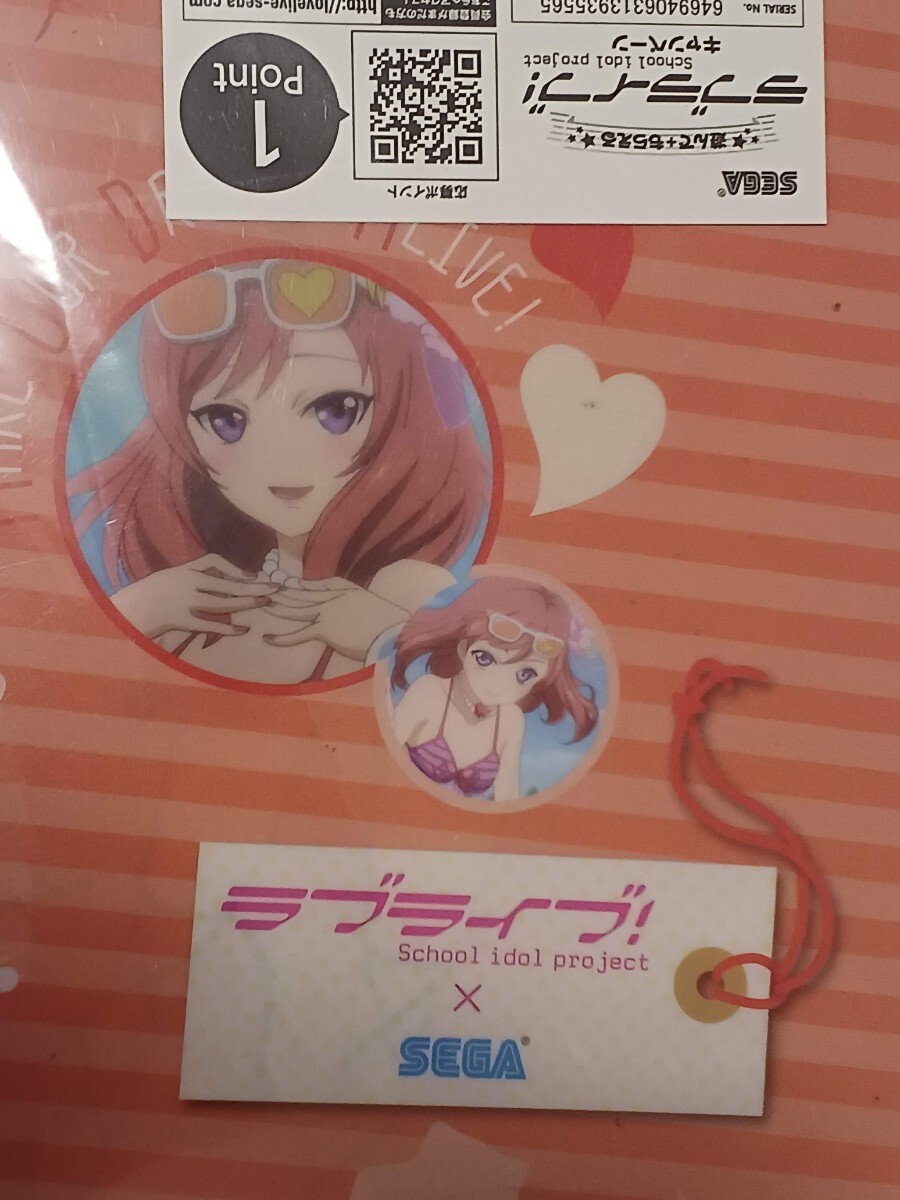 SEGA
遊んで+もらえる
ラブライブ!
School idol project
キャンペーン
応募ポイント
1
Point
SERIAL No. 6469406313935565
会員登録がまだの方も
http://lovelive-sega.com
OUR
LIVE!
ラブライブ!
School idol project
×
SEGA